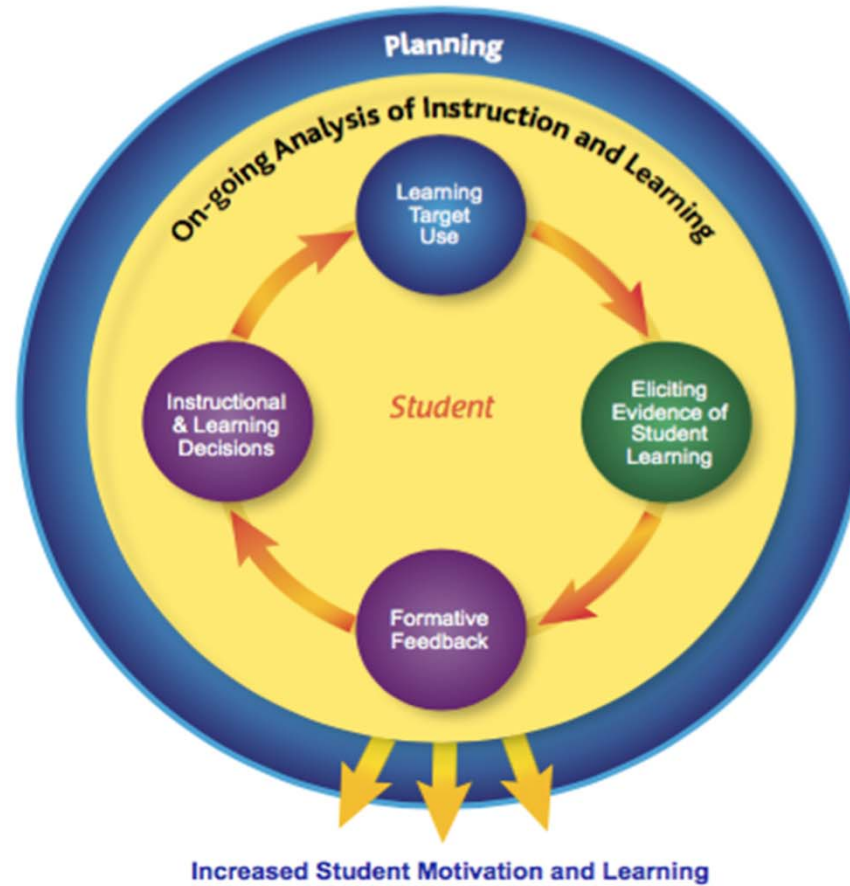 Planning
On-going Analysis of Instruction and Learning
Learning
Target
Use
Instructional
& Learning
Decisions
Student
Eliciting
Evidence of
Student
Learning
Formative
Feedback
Increased Student Motivation and Learning